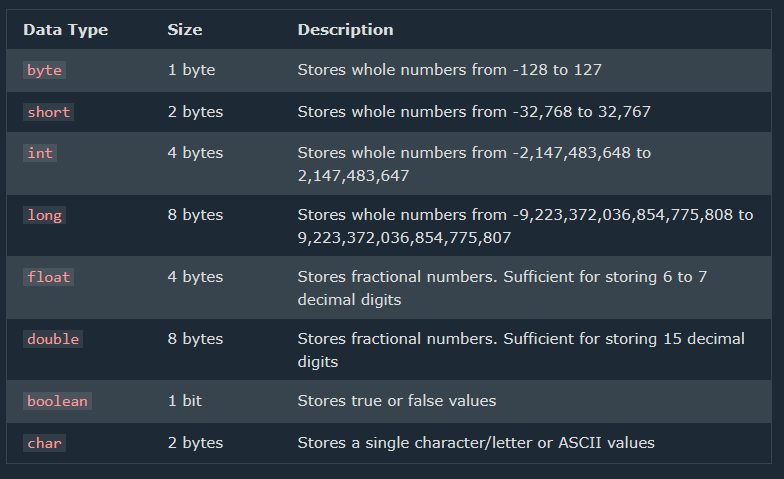 Data Type Size Description
byte 1 byte Stores whole numbers from -128 to 127
short 2 bytes Stores whole numbers from -32,768 to 32,767
int 4 bytes Stores whole numbers from -2,147,483,648 to
2,147,483,647
long 8 bytes Stores whole numbers from -9,223,372,036,854,775,808 to
9,223,372,036,854,775,807
float 4 bytes Stores fractional numbers. Sufficient for storing 6 to 7
decimal digits
double 8 bytes Stores fractional numbers. Sufficient for storing 15 decimal
digits
boolean 1 bit Stores true or false values
char 2 bytes Stores a single character/letter or ASCII values